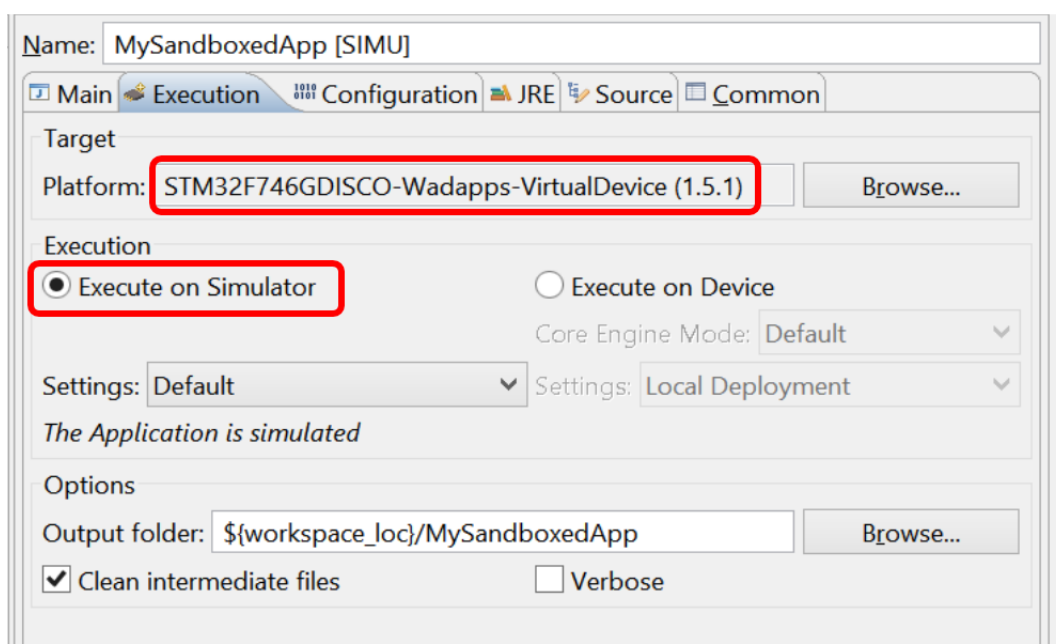 Name: MySandboxedApp [SIMU]
Main Execution Configuration JRE Source Common
Target
Platform: STM32F746GDISCO-Wadapps-VirtualDevice (1.5.1) Browse...
Execution
Execute on Simulator Execute on Device
Core Engine Mode: Default
Settings: Default Settings: Local Deployment
The Application is simulated
Options
Output folder: ${workspace_loc}/MySandboxedApp Browse...
Clean intermediate files Verbose